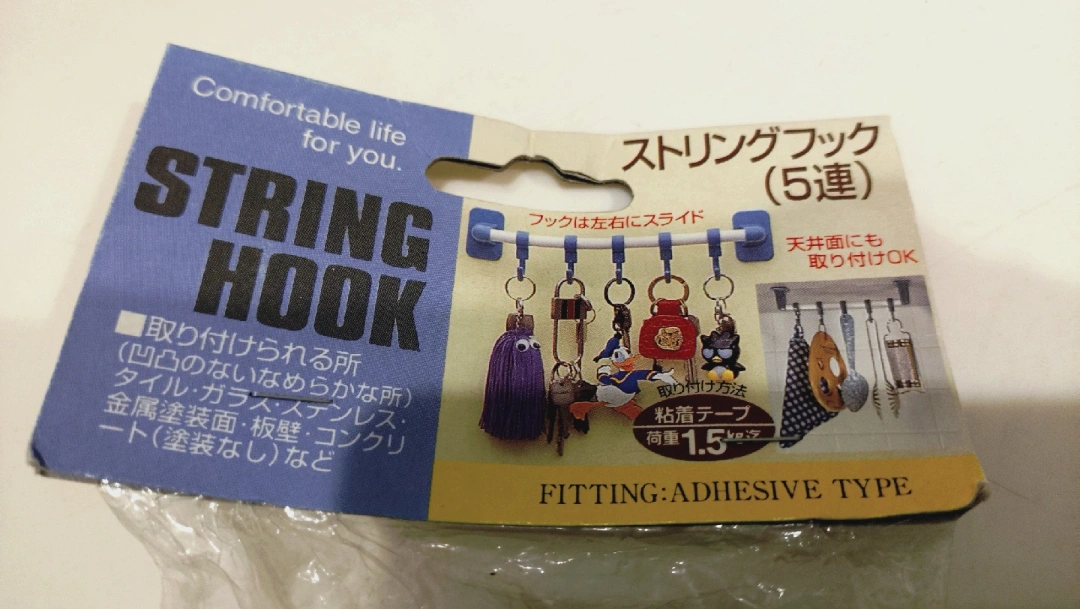 Comfortable life
for you.
STRING
HOOK
■取り付けられる所
(凹凸のないなめらかな所)
タイル・ガラス・ステンレス・
金属塗装面・板壁・コンクリ
ート(塗装なし)など
ストリングフック
(5連)
フックは左右にスライド
天井面にも
取り付けOK
取り付け方法
粘着テープ
荷重1.5kg迄
FITTING:ADHESIVE TYPE